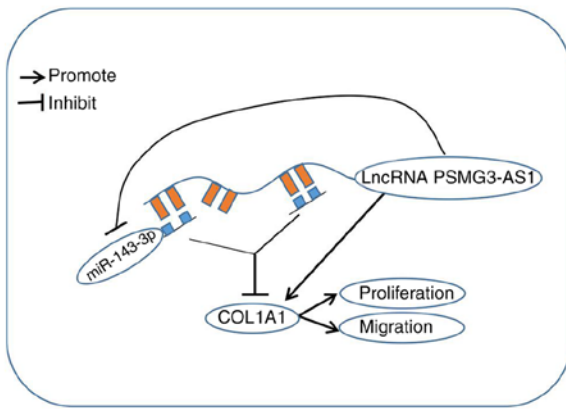 Promote
Inhibit
LncRNA PSMG3-AS1
miR-143-3p
COL1A1
Proliferation
Migration